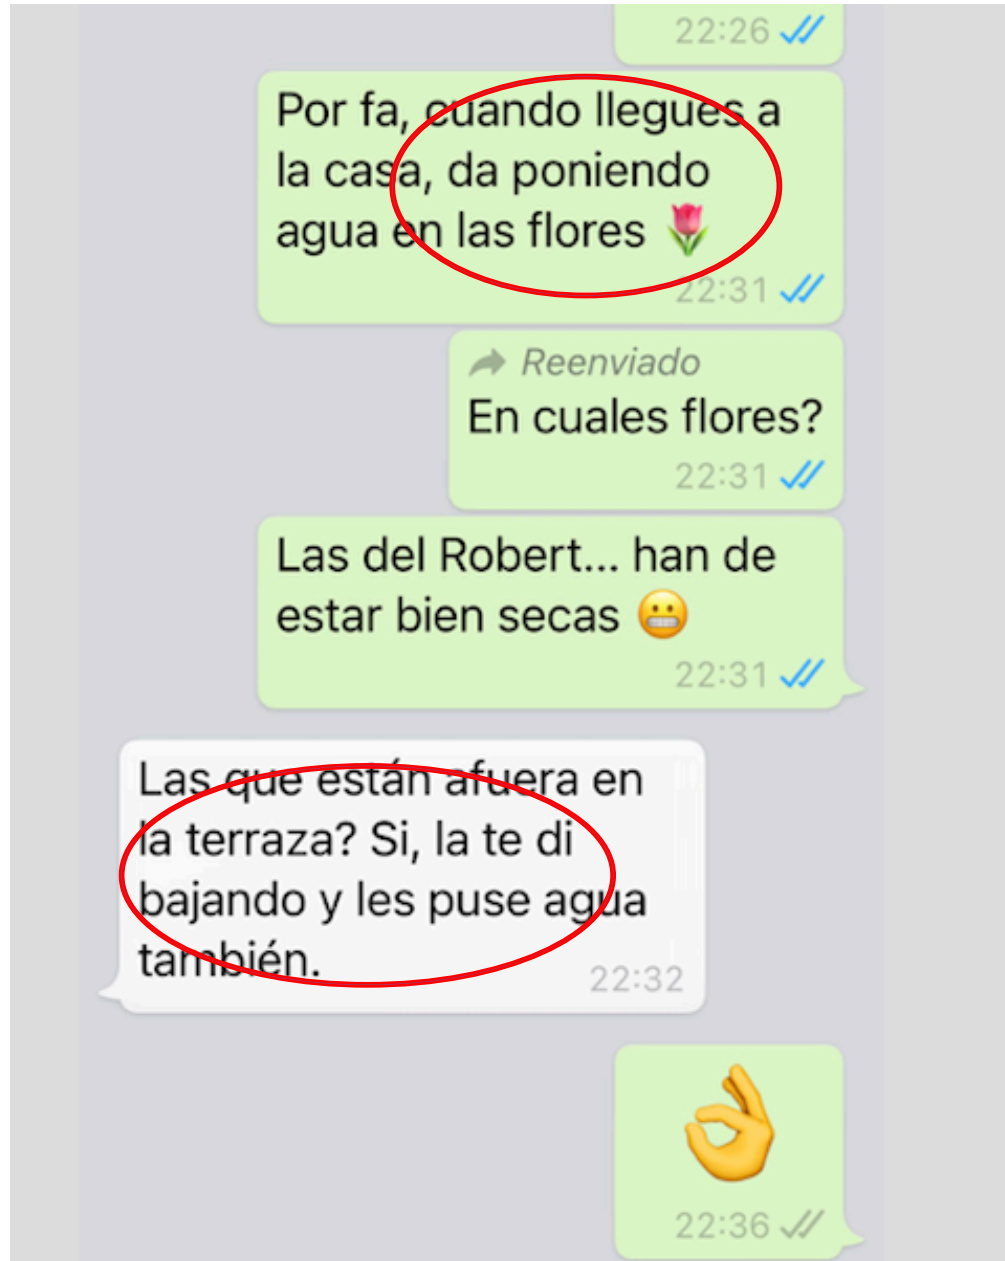 22:26
Por fa, cuando llegues a
la casa, da poniendo
agua en las flores 🌷
22:31
Reenviado
En cuales flores?
22:31
Las del Robert... han de
estar bien secas 😬
22:31
Las que están afuera en
la terraza? Si, la te di
bajando y les puse agua
también.
22:32
👌
22:36